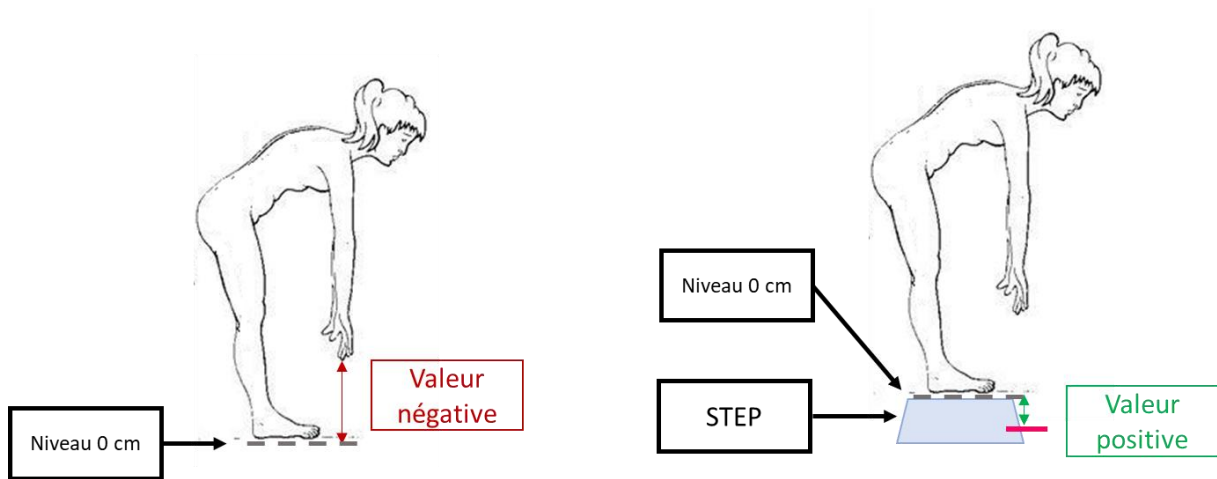 Niveau 0 cm
Valeur
négative
Niveau 0 cm
STEP
Valeur
positive